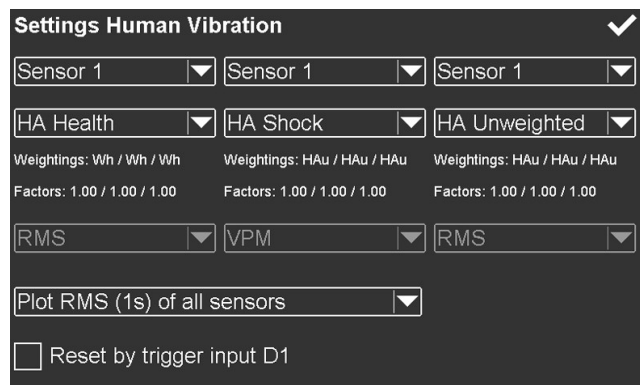 Settings Human Vibration
Sensor 1 Sensor 1 Sensor 1
HA Health HA Shock HA Unweighted
Weightings: Wh / Wh / Wh Weightings: HAu / HAu / HAu Weightings: HAu / HAu / HAu
Factors: 1.00 / 1.00 / 1.00 Factors: 1.00 / 1.00 / 1.00 Factors: 1.00 / 1.00 / 1.00
RMS VPM RMS
Plot RMS (1s) of all sensors
Reset by trigger input D1